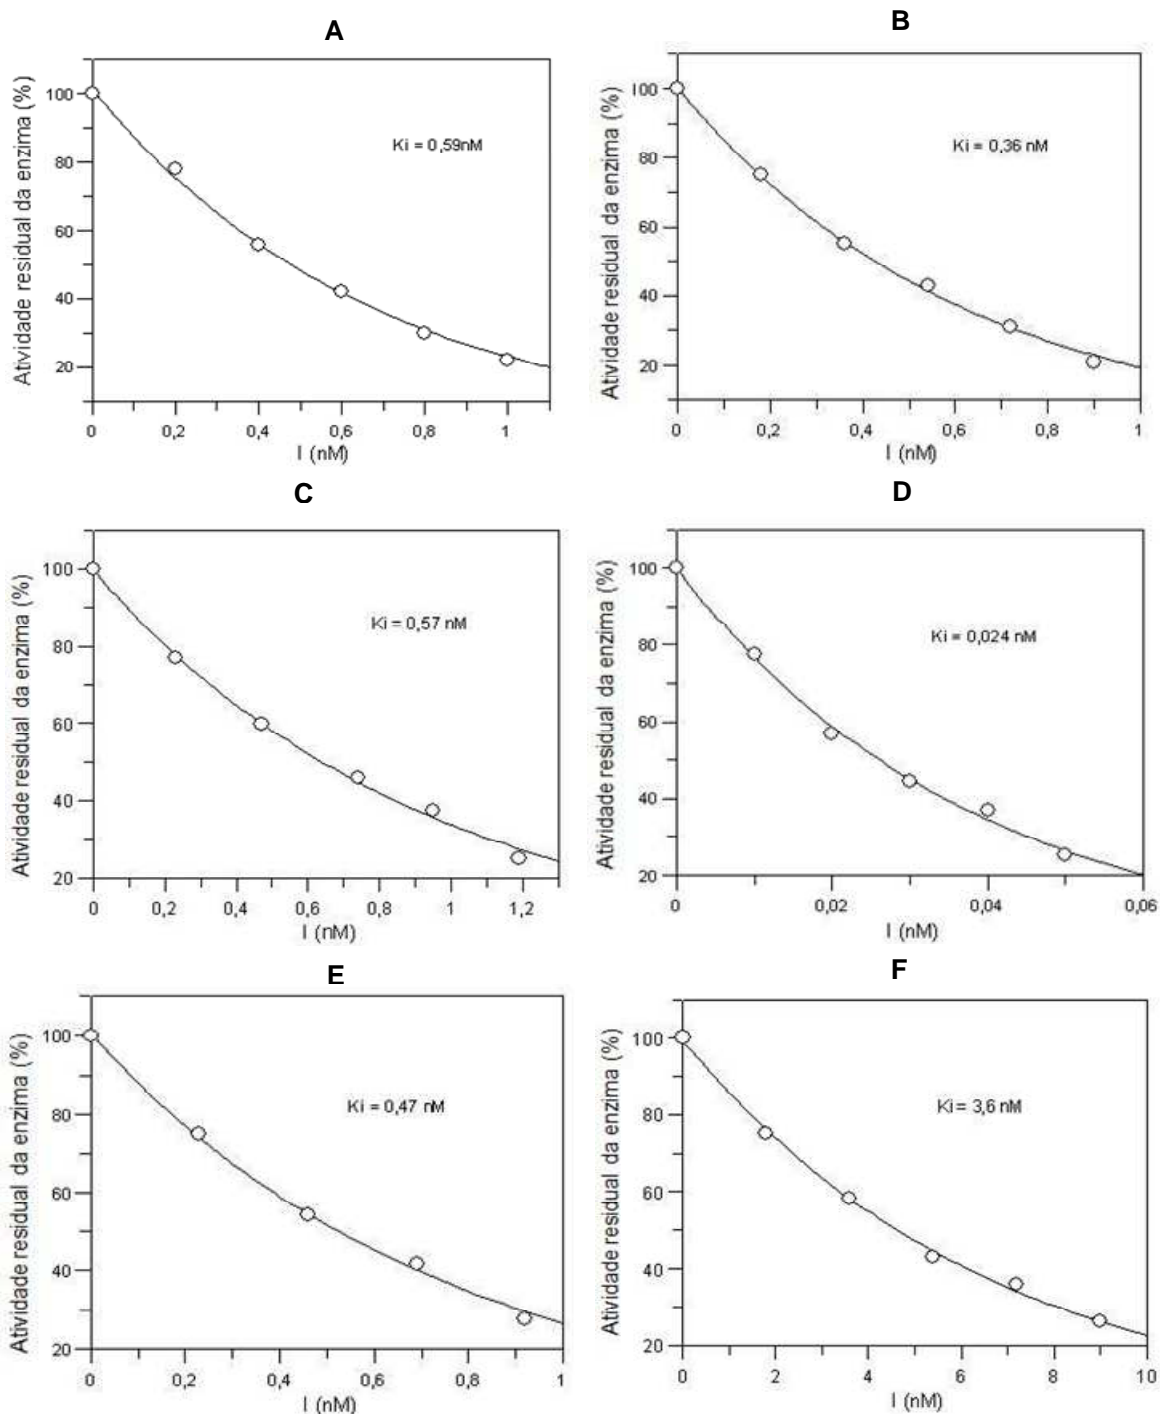 A
Atividade residual da enzima (%)
100
80
60
40
20
Ki = 0,59nM
0 0,2 0,4 0,6 0,8 1
I (nM)
B
Atividade residual da enzima (%)
100
80
60
40
20
Ki = 0,36 nM
0 0,2 0,4 0,6 0,8 1
I (nM)
C
Atividade residual da enzima (%)
100
80
60
40
20
Ki = 0,57 nM
0 0,2 0,4 0,6 0,8 1 1,2
I (nM)
D
Atividade residual da enzima (%)
100
80
60
40
20
Ki = 0,024 nM
0 0,02 0,04 0,06
I (nM)
E
Atividade residual da enzima (%)
100
80
60
40
20
Ki = 0,47 nM
0 0,2 0,4 0,6 0,8 1
I (nM)
F
Atividade residual da enzima (%)
100
80
60
40
20
Ki = 3,6 nM
0 2 4 6 8 10
I (nM)